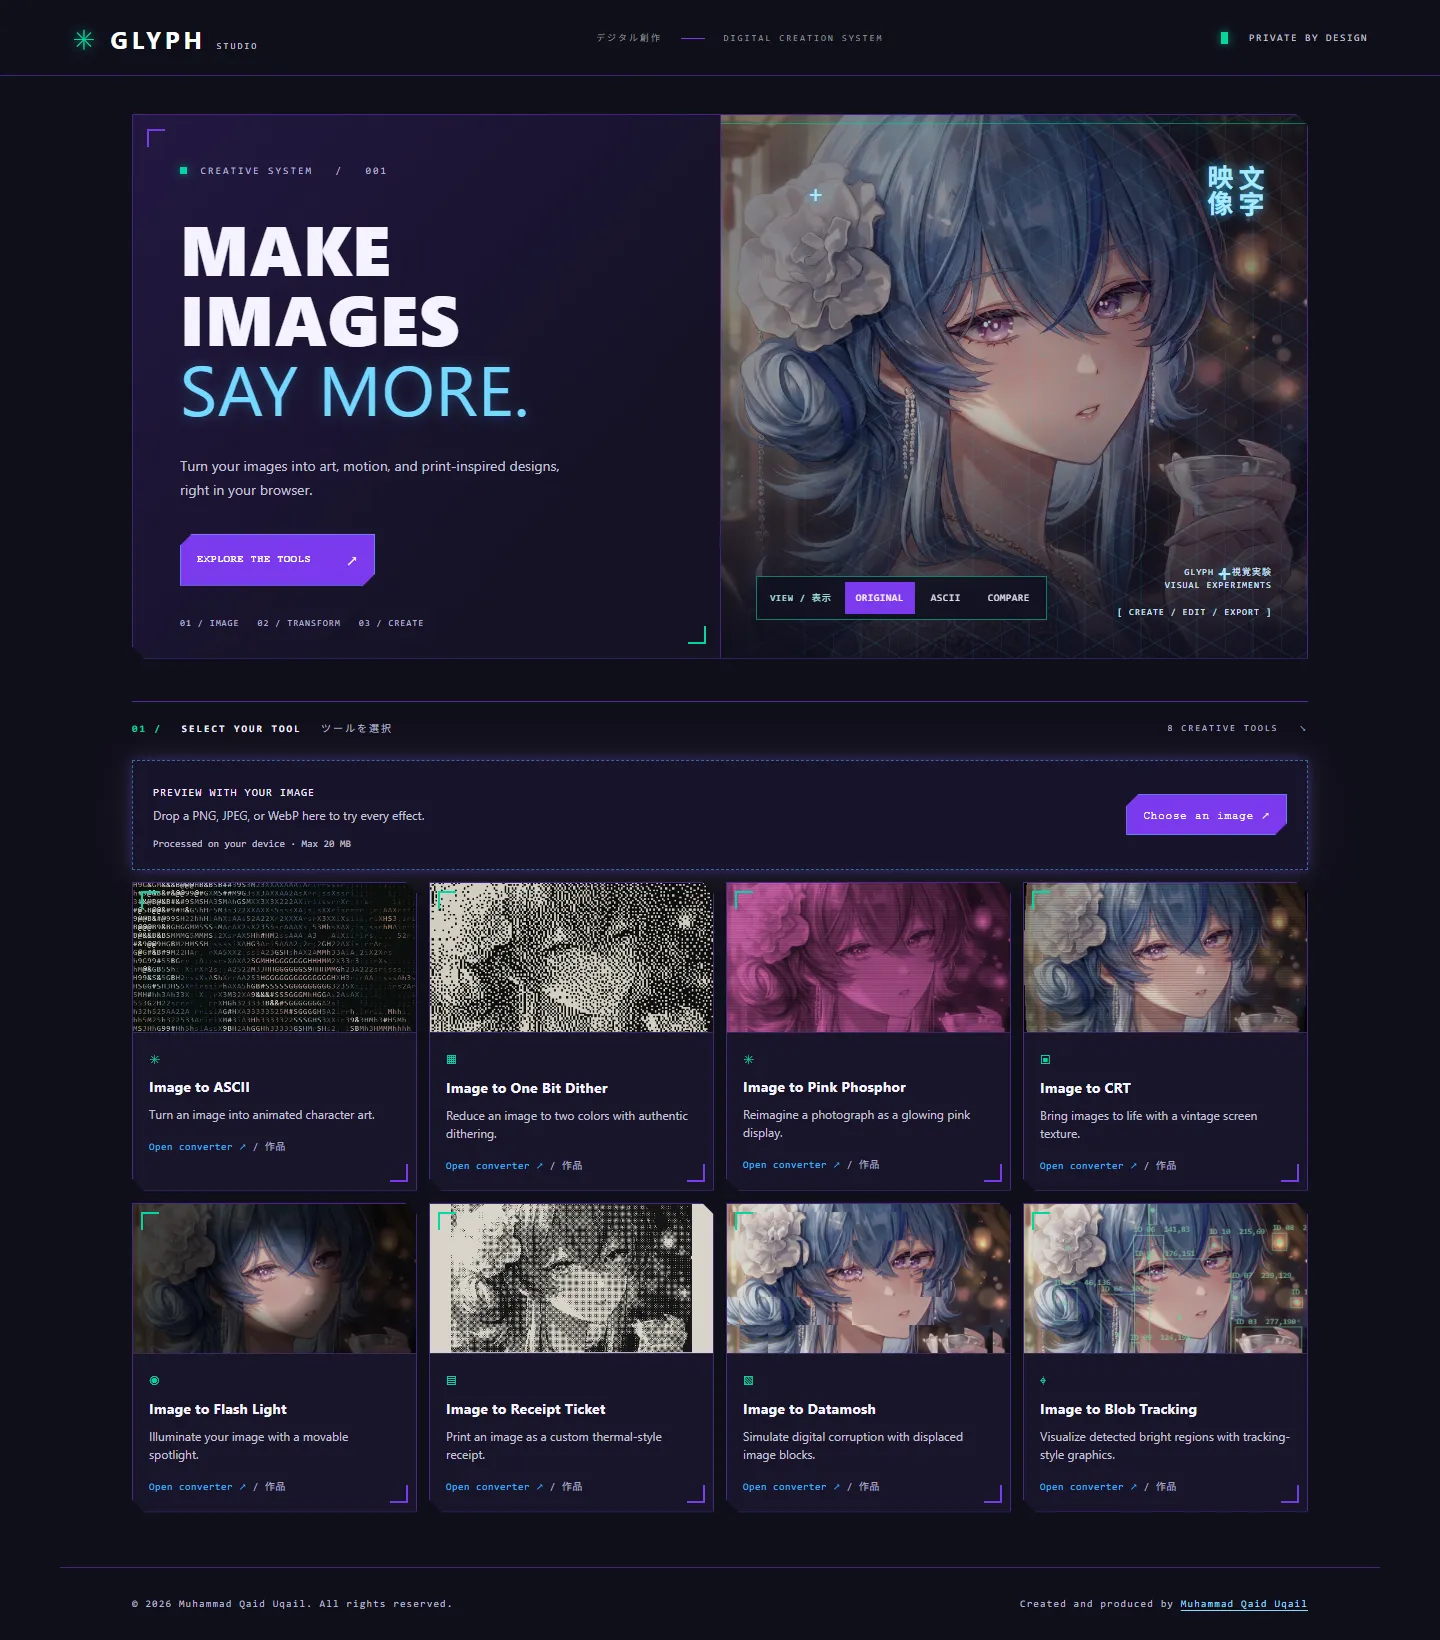 ✳ GLYPH STUDIO
デジタル創作 DIGITAL CREATION SYSTEM
PRIVATE BY DESIGN
CREATIVE SYSTEM / 001
MAKE
IMAGES
SAY MORE.
Turn your images into art, motion, and print-inspired designs,
right in your browser.
EXPLORE THE TOOLS ↗
01 / IMAGE 02 / TRANSFORM 03 / CREATE
映 文
像 字
VIEW / 表示 ORIGINAL ASCII COMPARE
GLYPH 視覚実験
VISUAL EXPERIMENTS
[ CREATE / EDIT / EXPORT ]
01 / SELECT YOUR TOOL ツールを選択
8 CREATIVE TOOLS ↘
PREVIEW WITH YOUR IMAGE
Drop a PNG, JPEG, or WebP here to try every effect.
Processed on your device · Max 20 MB
Choose an image ↗
Image to ASCII
Turn an image into animated character art.
Open converter ↗ / 作品
Image to One Bit Dither
Reduce an image to two colors with authentic
dithering.
Open converter ↗ / 作品
Image to Pink Phosphor
Reimagine a photograph as a glowing pink
display.
Open converter ↗ / 作品
Image to CRT
Bring images to life with a vintage screen
texture.
Open converter ↗ / 作品
Image to Flash Light
Illuminate your image with a movable
spotlight.
Open converter ↗ / 作品
Image to Receipt Ticket
Print an image as a custom thermal-style
receipt.
Open converter ↗ / 作品
Image to Datamosh
Simulate digital corruption with displaced
image blocks.
Open converter ↗ / 作品
Image to Blob Tracking
Visualize detected bright regions with tracking-
style graphics.
Open converter ↗ / 作品
© 2026 Muhammad Qaid Uqail. All rights reserved.
Created and produced by Muhammad Qaid Uqail